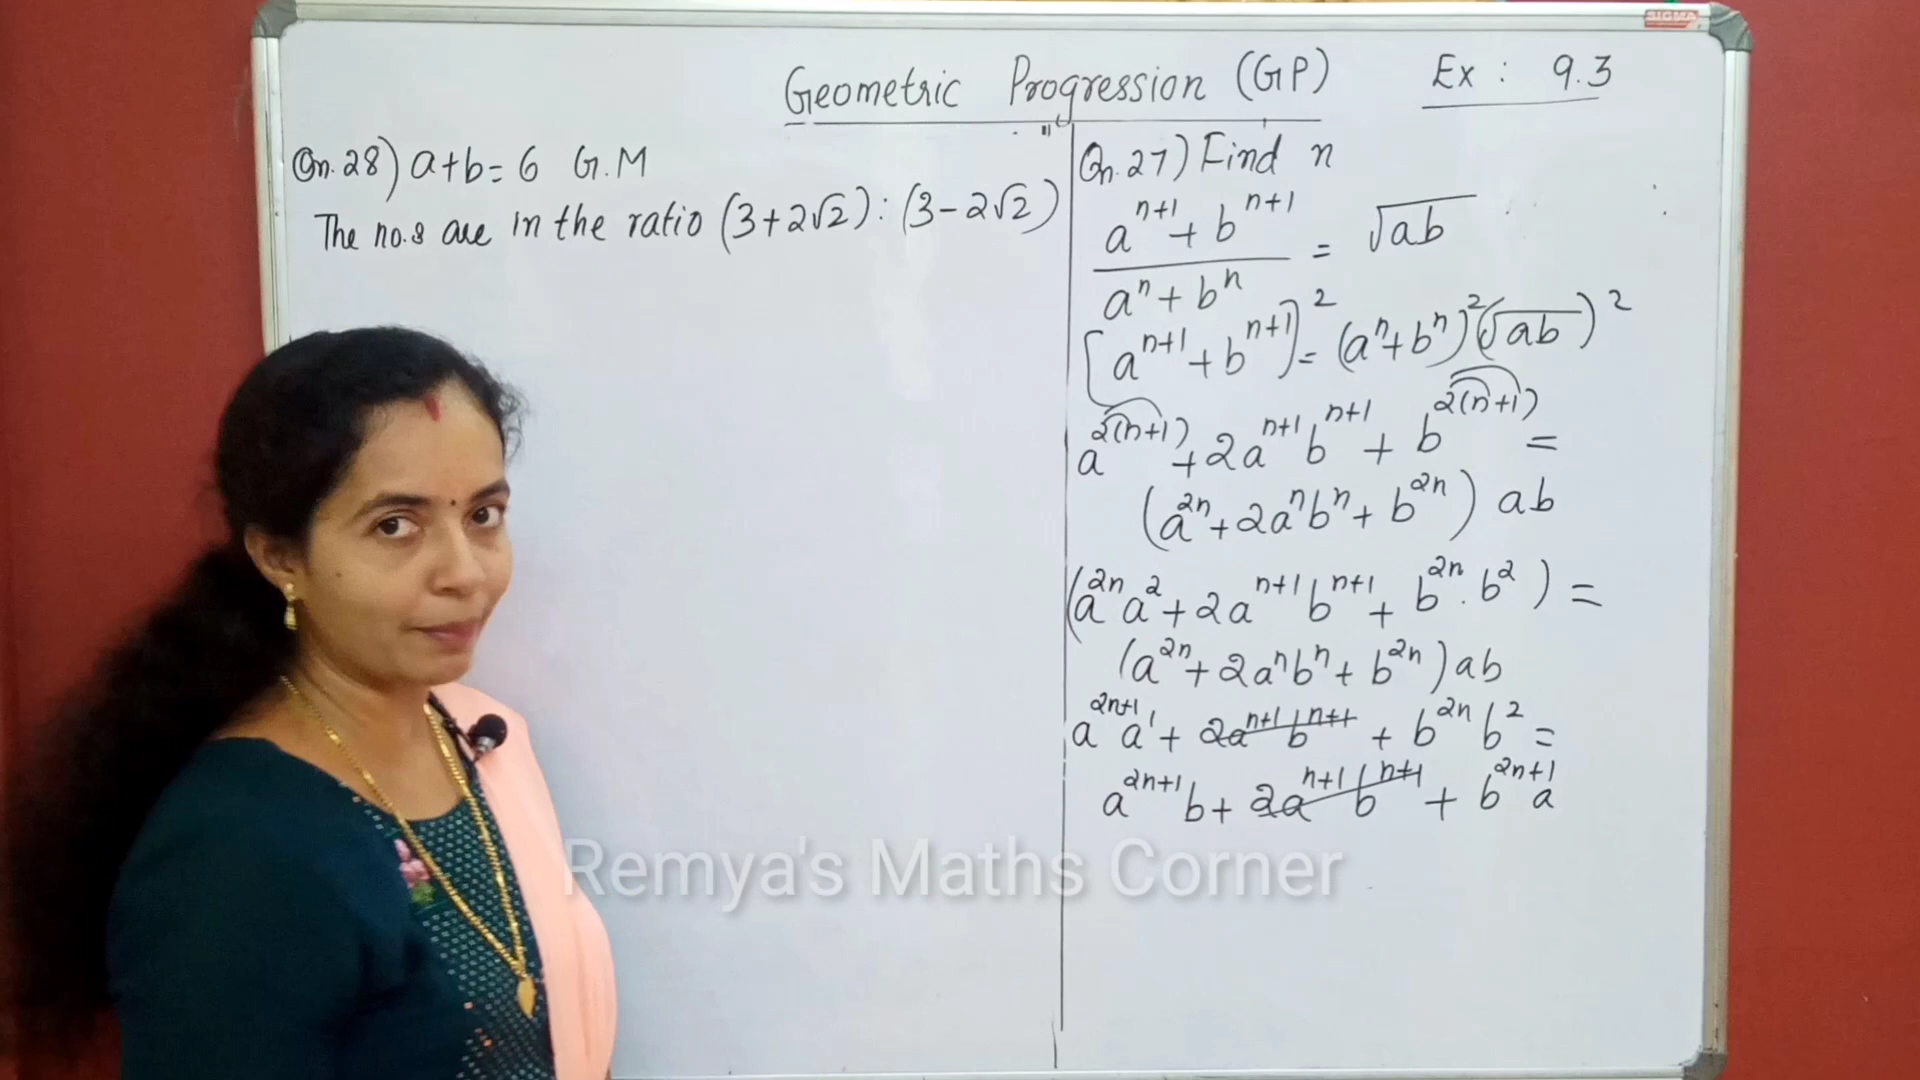 SIGMA
Geometric Progression (GP) Ex : 9.3
Qn.28) a+b= 6 G.M
The no.s are in the ratio (3+2√2) : (3-2√2)
Qn.27) Find n
a^{n+1} + b^{n+1} / a^n + b^n = √ab
[a^{n+1} + b^{n+1}]^2 = (a^n + b^n)^2 (√ab)^2
a^{2(n+1)} + 2a^{n+1} b^{n+1} + b^{2(n+1)} =
(a^{2n} + 2a^n b^n + b^{2n}) ab
(a^{2n} a^2 + 2a^{n+1} b^{n+1} + b^{2n} . b^2) =
(a^{2n} + 2a^n b^n + b^{2n}) ab
a^{2n+1} a^1 + 2a^{n+1} b^{n+1} + b^{2n} b^2 =
a^{2n+1} b + 2a^{n+1} b^{n+1} + b^{2n+1} a
Remya's Maths Corner